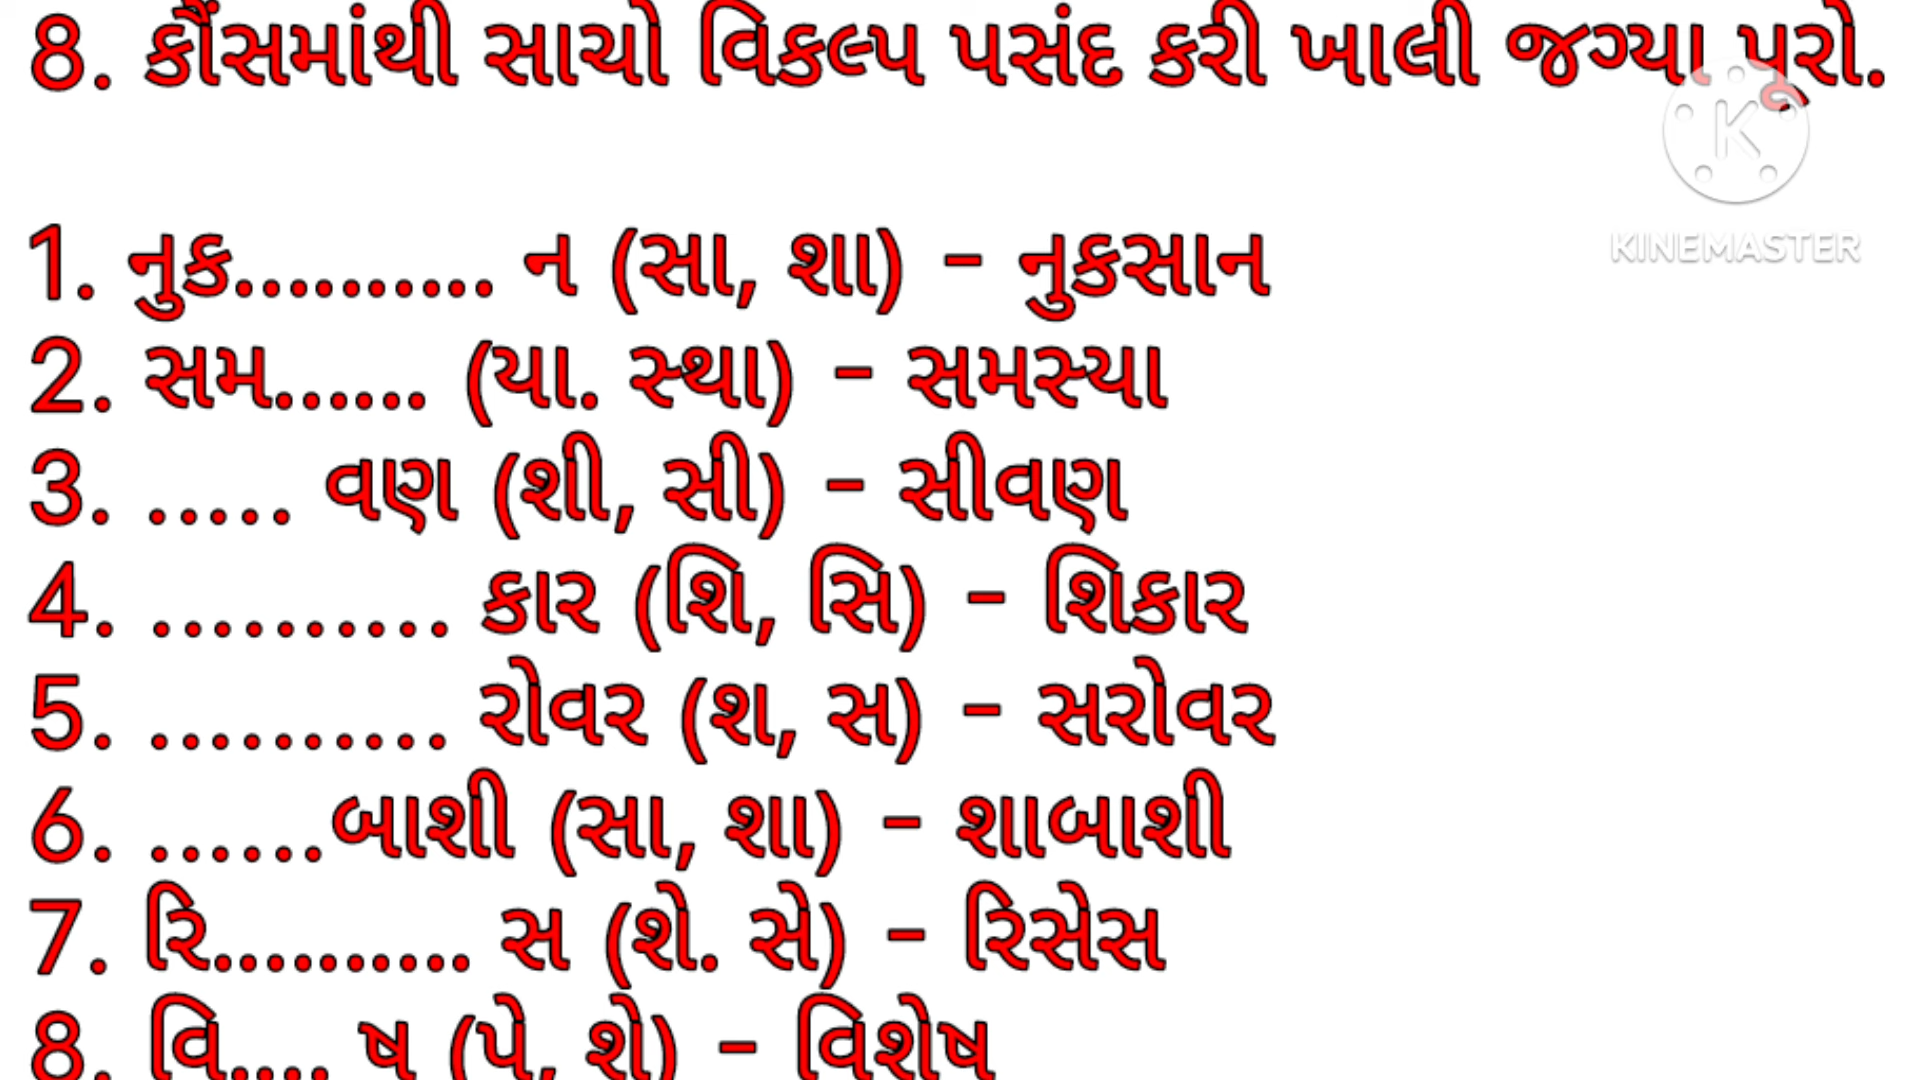 8. કૌંસમાંથી સાચો વિકલ્પ પસંદ કરી ખાલી જગ્યા પૂરો.
KINEMASTER
1. નુક.......... ન (સા, શા) - નુકસાન
2. સમ...... (યા. સ્થા) - સમસ્યા
3. ..... વણ (શી, સી) - સીવણ
4. .......... કાર (શિ, સિ) - શિકાર
5. .......... રોવર (શ, સ) - સરોવર
6. ......બાશી (સા, શા) - શાબાશી
7. રિ.......... સ (શે. સે) - રિસેસ
8. વિ.... ષ (પે, શે) - વિશેષ